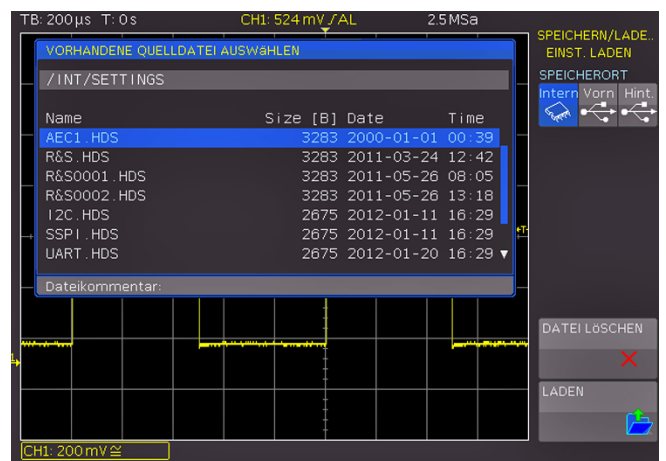 TB: 200µs T: 0s CH1: 524 mV / AL 2.5MSa
SPEICHERN/LADE..
EINST. LADEN
VORHANDENE QUELLDATEI AUSWäHLEN
/INT/SETTINGS
SPEICHERORT
Intern Vorn Hint.
Name Size [B] Date Time
AEC1.HDS 3283 2000-01-01 00:39
R&S.HDS 3283 2011-03-24 12:42
R&S0001.HDS 3283 2011-05-26 08:05
R&S0002.HDS 3283 2011-05-26 13:18
I2C.HDS 2675 2012-01-11 16:29
SSPI.HDS 2675 2012-01-11 16:29
UART.HDS 2675 2012-01-20 16:29
T
Dateikommentar:
DATEI LöSCHEN
1
LADEN
CH1: 200 mV ≅